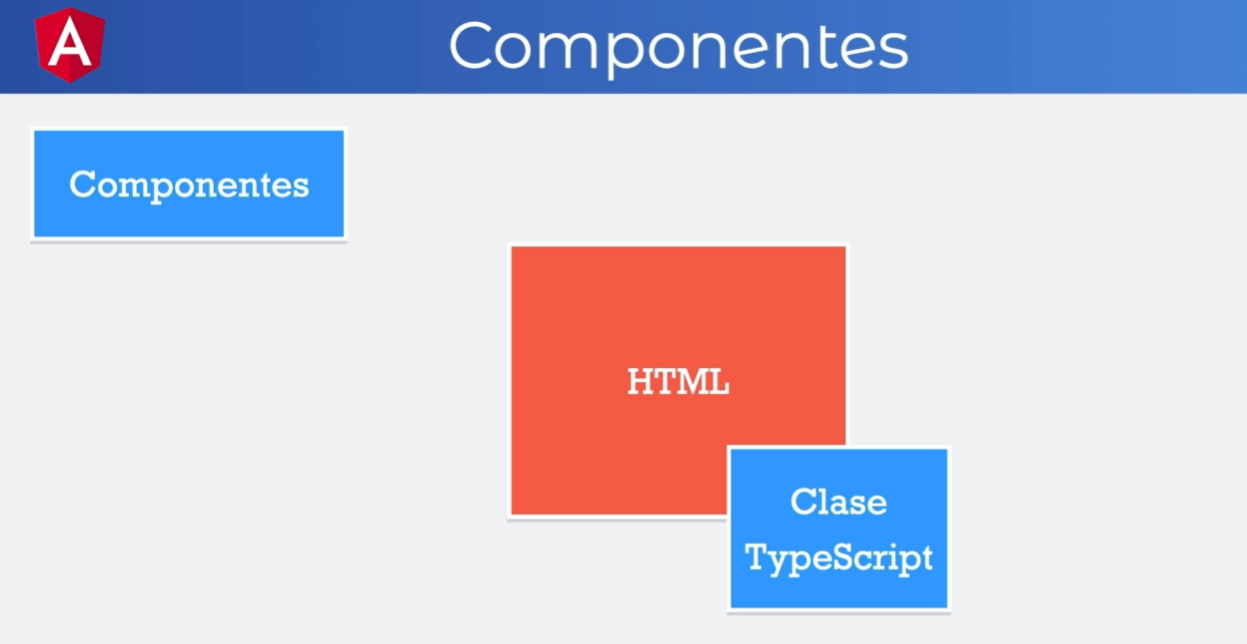 Componentes
Componentes
HTML
Clase
TypeScript